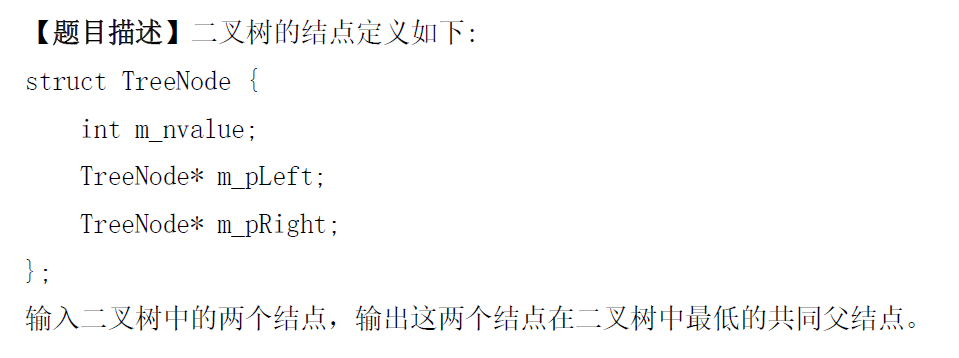 【题目描述】二叉树的结点定义如下:
struct TreeNode {
    int m_nvalue;
    TreeNode* m_pLeft;
    TreeNode* m_pRight;
};
输入二叉树中的两个结点，输出这两个结点在二叉树中最低的共同父结点。